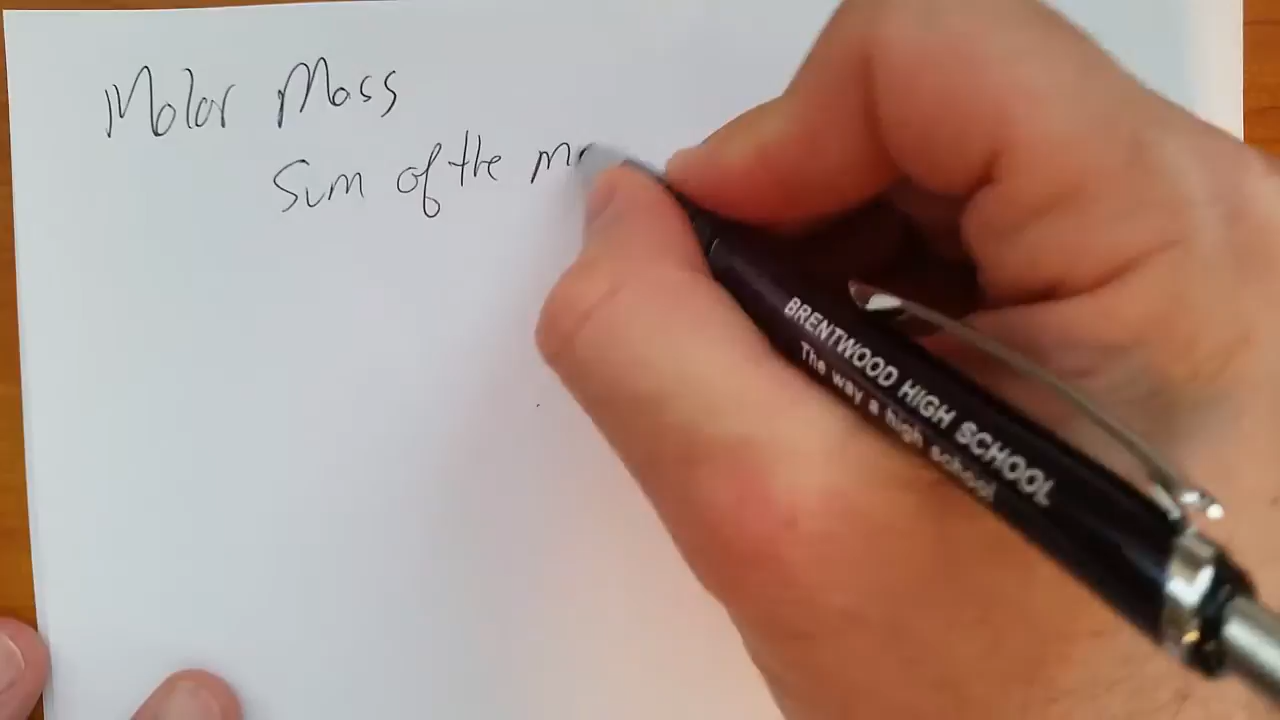 Molar Mass
Sum of the
BRENTWOOD HIGH SCHOOL
The way a high school